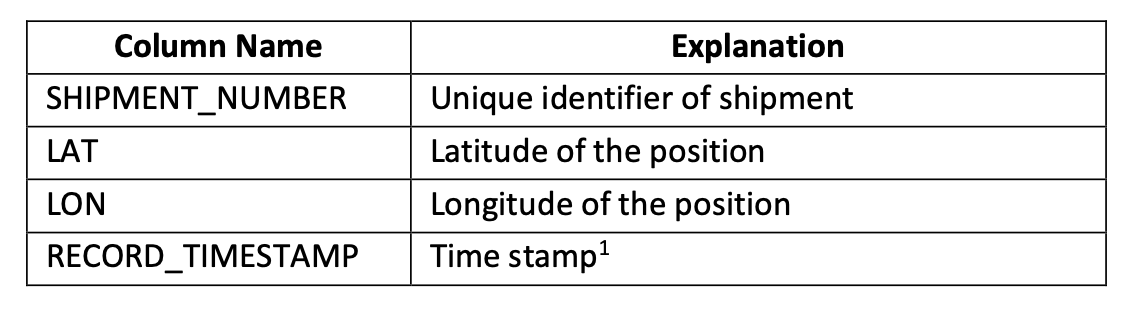 Column Name Explanation
SHIPMENT_NUMBER Unique identifier of shipment
LAT Latitude of the position
LON Longitude of the position
RECORD_TIMESTAMP Time stamp¹